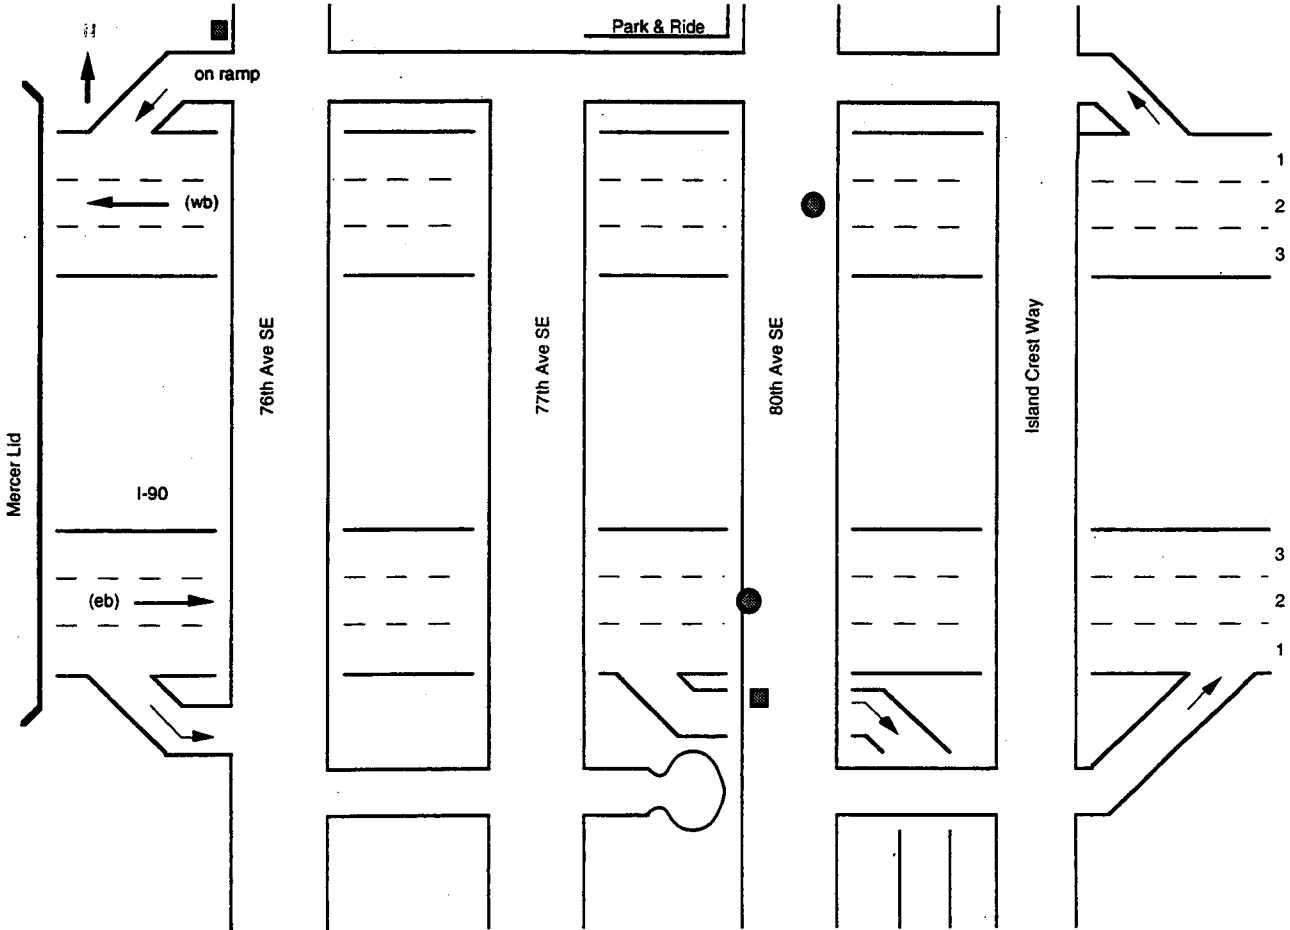 N
Park & Ride
on ramp
1
(wb)
2
3
76th Ave SE
77th Ave SE
80th Ave SE
Island Crest Way
Mercer Lid
I-90
3
(eb)
2
1